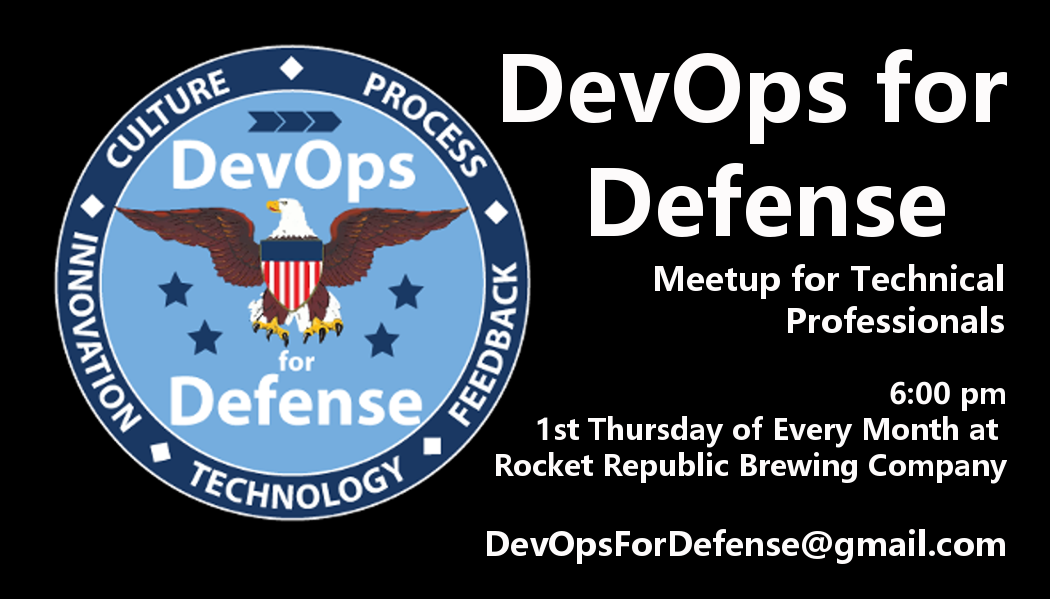 CULTURE
PROCESS
INNOVATION
FEEDBACK
TECHNOLOGY
DevOps
for
Defense
DevOps for
Defense
Meetup for Technical
Professionals
6:00 pm
1st Thursday of Every Month at
Rocket Republic Brewing Company
DevOpsForDefense@gmail.com